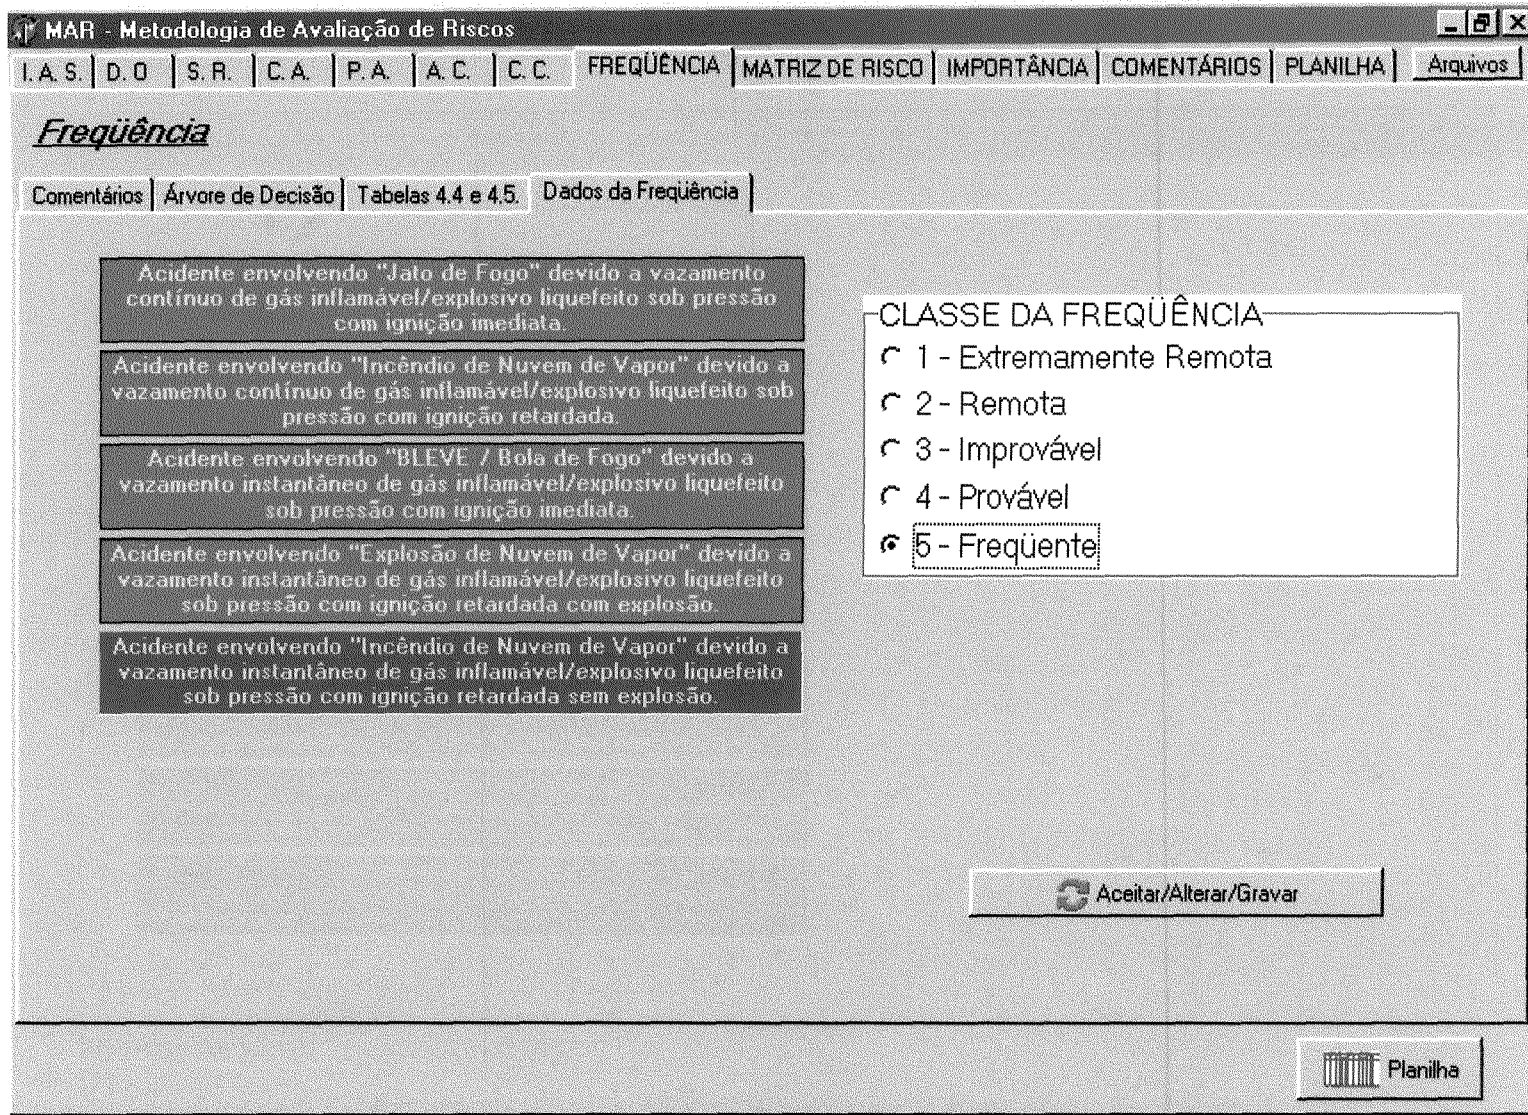 MAR - Metodologia de Avaliação de Riscos
I. A. S. D. O S. R. C. A. P. A. A. C. C. C. FREQÜÊNCIA MATRIZ DE RISCO IMPORTÂNCIA COMENTÁRIOS PLANILHA Arquivos
Freqüência
Comentários Árvore de Decisão Tabelas 4.4 e 4.5. Dados da Freqüência
Acidente envolvendo "Jato de Fogo" devido a vazamento
contínuo de gás inflamável/explosivo liquefeito sob pressão
com ignição imediata.
Acidente envolvendo "Incêndio de Nuvem de Vapor" devido a
vazamento contínuo de gás inflamável/explosivo liquefeito sob
pressão com ignição retardada.
Acidente envolvendo "BLEVE / Bola de Fogo" devido a
vazamento instantâneo de gás inflamável/explosivo liquefeito
sob pressão com ignição imediata.
Acidente envolvendo "Explosão de Nuvem de Vapor" devido a
vazamento instantâneo de gás inflamável/explosivo liquefeito
sob pressão com ignição retardada com explosão.
Acidente envolvendo "Incêndio de Nuvem de Vapor" devido a
vazamento instantâneo de gás inflamável/explosivo liquefeito
sob pressão com ignição retardada sem explosão.
CLASSE DA FREQÜÊNCIA
1 - Extremamente Remota
2 - Remota
3 - Improvável
4 - Provável
5 - Freqüente
Aceitar/Alterar/Gravar
Planilha